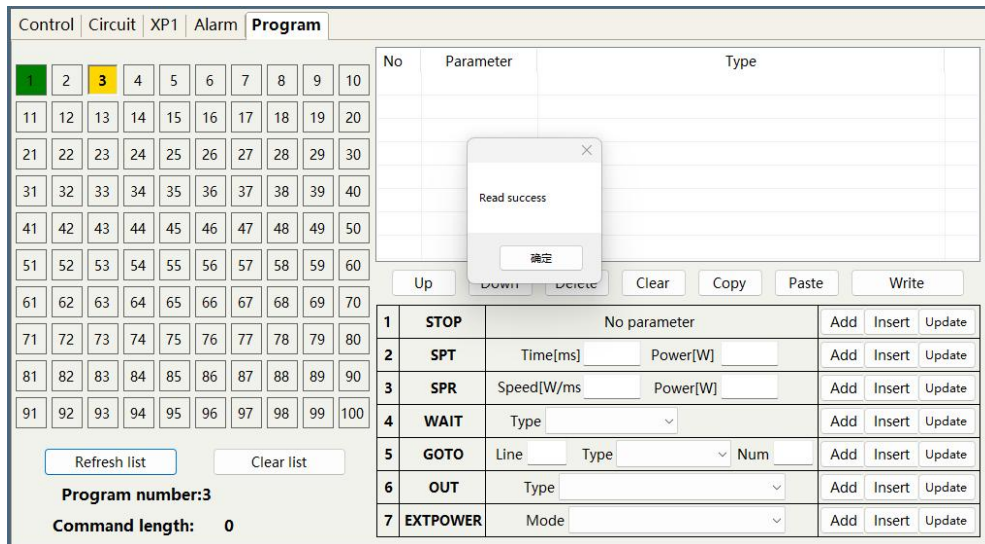 Control Circuit XP1 Alarm Program
No Parameter Type
1 2 3 4 5 6 7 8 9 10
11 12 13 14 15 16 17 18 19 20
21 22 23 24 25 26 27 28 29 30
31 32 33 34 35 36 37 38 39 40
41 42 43 44 45 46 47 48 49 50
51 52 53 54 55 56 57 58 59 60
61 62 63 64 65 66 67 68 69 70
71 72 73 74 75 76 77 78 79 80
81 82 83 84 85 86 87 88 89 90
91 92 93 94 95 96 97 98 99 100
Refresh list Clear list
Program number:3
Command length: 0
Read success
确定
Up Down Delete Clear Copy Paste Write
1 STOP No parameter Add Insert Update
2 SPT Time[ms] Power[W] Add Insert Update
3 SPR Speed[W/ms Power[W] Add Insert Update
4 WAIT Type Add Insert Update
5 GOTO Line Type Num Add Insert Update
6 OUT Type Add Insert Update
7 EXTPOWER Mode Add Insert Update